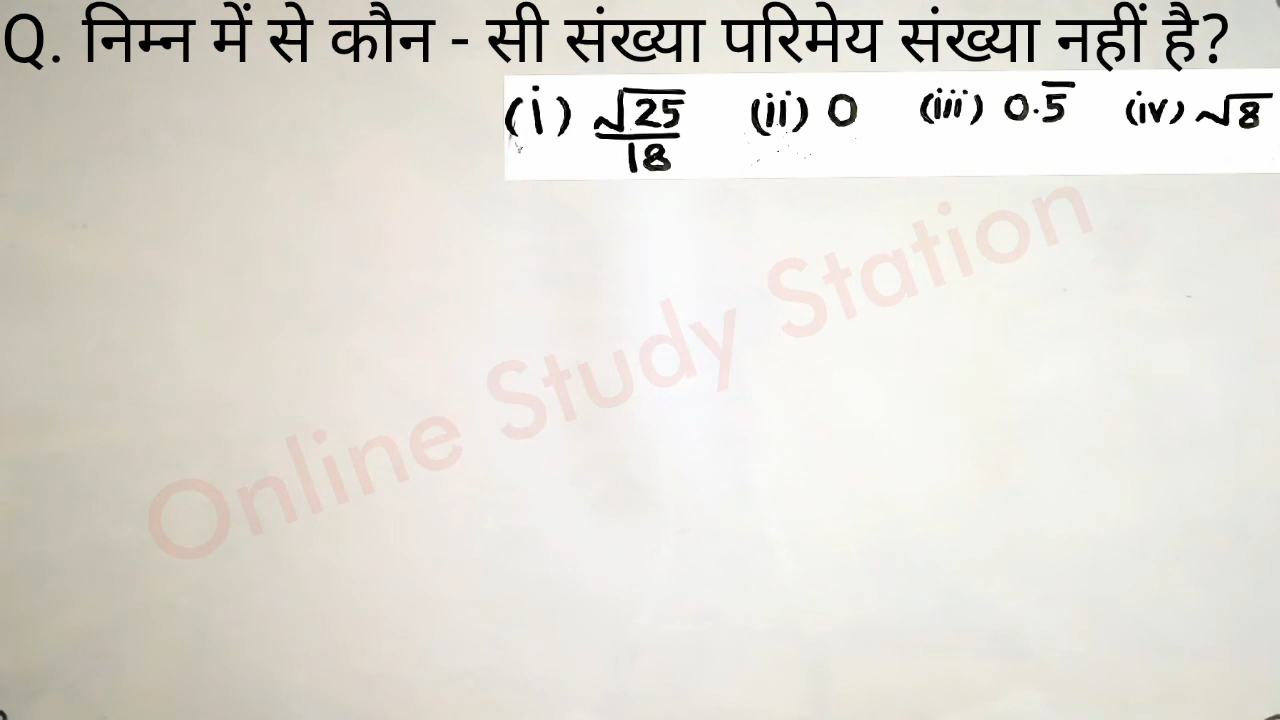 Q. निम्न में से कौन - सी संख्या परिमेय संख्या नहीं है?
(i) √25/18 (ii) 0 (iii) 0.5̅ (iv) √8
Online Study Station